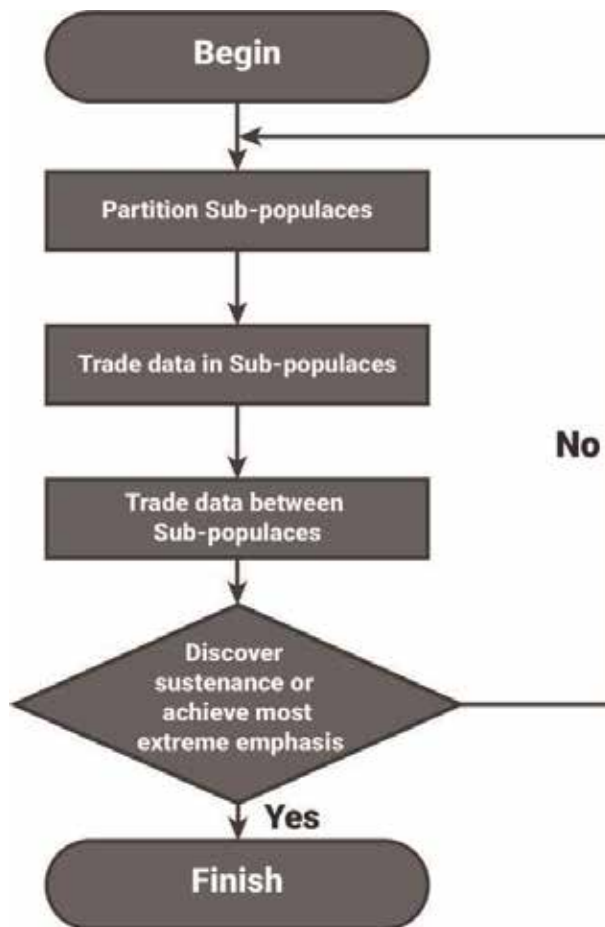 Begin
Partition Sub-populaces
Trade data in Sub-populaces
Trade data between
Sub-populaces
No
Discover
sustenance or
achieve most
extreme emphasis
Yes
Finish